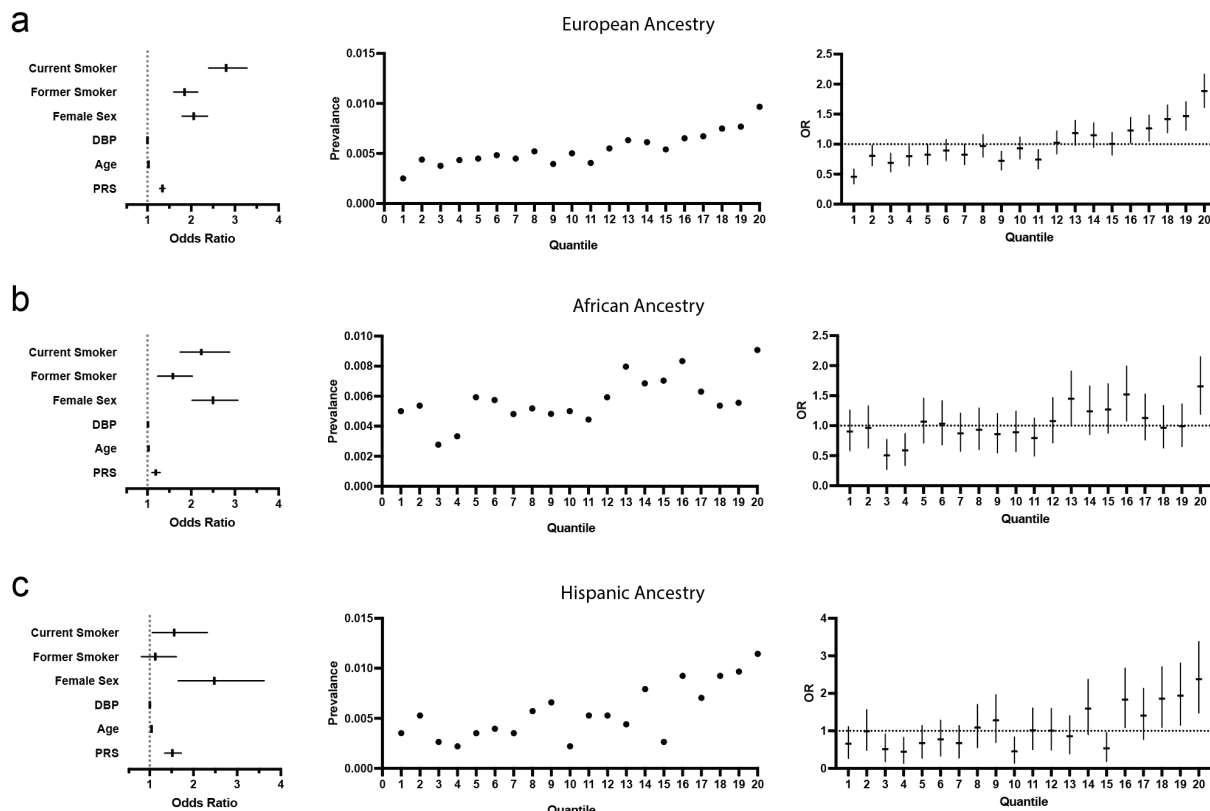 a
European Ancestry
Current Smoker
Former Smoker
Female Sex
DBP
Age
PRS
1 2 3 4
Odds Ratio
Prevalance
0.015
0.010
0.005
0.000
0 1 2 3 4 5 6 7 8 9 10 11 12 13 14 15 16 17 18 19 20
Quantile
OR
2.5
2.0
1.5
1.0
0.5
0.0
1 2 3 4 5 6 7 8 9 10 11 12 13 14 15 16 17 18 19 20
Quantile
b
African Ancestry
Current Smoker
Former Smoker
Female Sex
DBP
Age
PRS
1 2 3 4
Odds Ratio
Prevalance
0.010
0.008
0.006
0.004
0.002
0.000
0 1 2 3 4 5 6 7 8 9 10 11 12 13 14 15 16 17 18 19 20
Quantile
OR
2.5
2.0
1.5
1.0
0.5
0.0
1 2 3 4 5 6 7 8 9 10 11 12 13 14 15 16 17 18 19 20
Quantile
c
Hispanic Ancestry
Current Smoker
Former Smoker
Female Sex
DBP
Age
PRS
1 2 3 4
Odds Ratio
Prevalance
0.015
0.010
0.005
0.000
0 1 2 3 4 5 6 7 8 9 10 11 12 13 14 15 16 17 18 19 20
Quantile
OR
4
3
2
1
0
1 2 3 4 5 6 7 8 9 10 11 12 13 14 15 16 17 18 19 20
Quantile